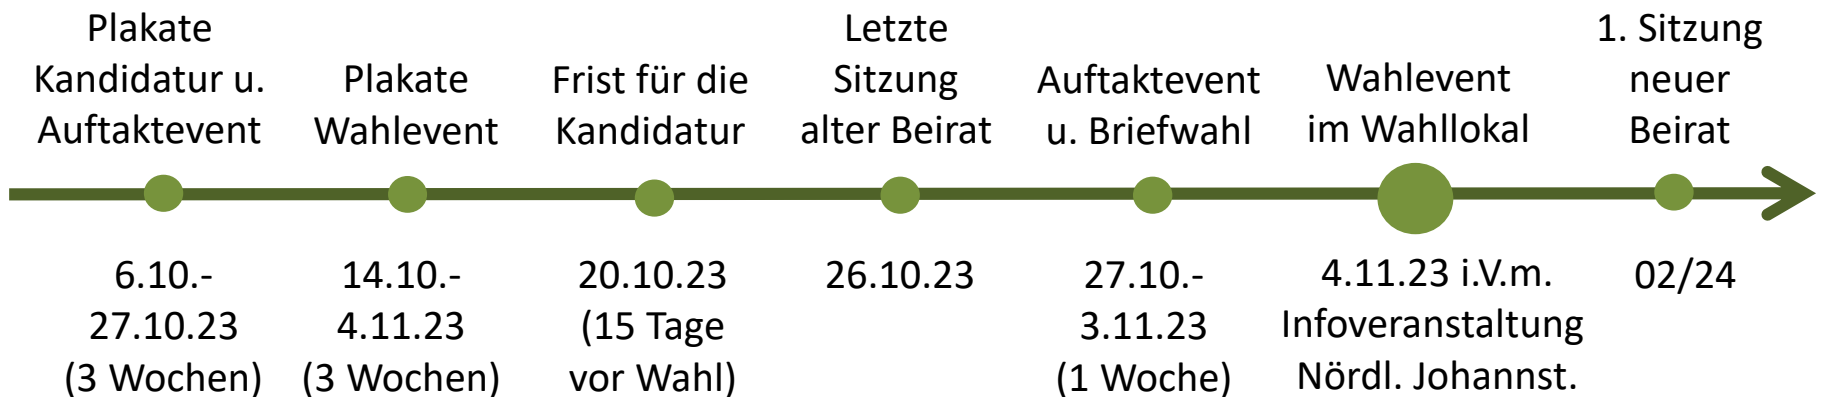 Plakate
Kandidatur u.
Auftaktevent
6.10.-
27.10.23
(3 Wochen)
Plakate
Wahlevent
14.10.-
4.11.23
(3 Wochen)
Frist für die
Kandidatur
20.10.23
(15 Tage
vor Wahl)
Letzte
Sitzung
alter Beirat
26.10.23
Auftaktevent
u. Briefwahl
27.10.-
3.11.23
(1 Woche)
Wahlevent
im Wahllokal
4.11.23 i.V.m.
Infoveranstaltung
Nördl. Johannst.
1. Sitzung
neuer
Beirat
02/24